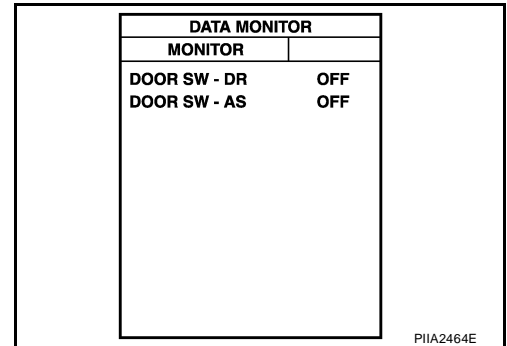 DATA MONITOR
MONITOR
DOOR SW - DR OFF
DOOR SW - AS OFF
PIIA2464E